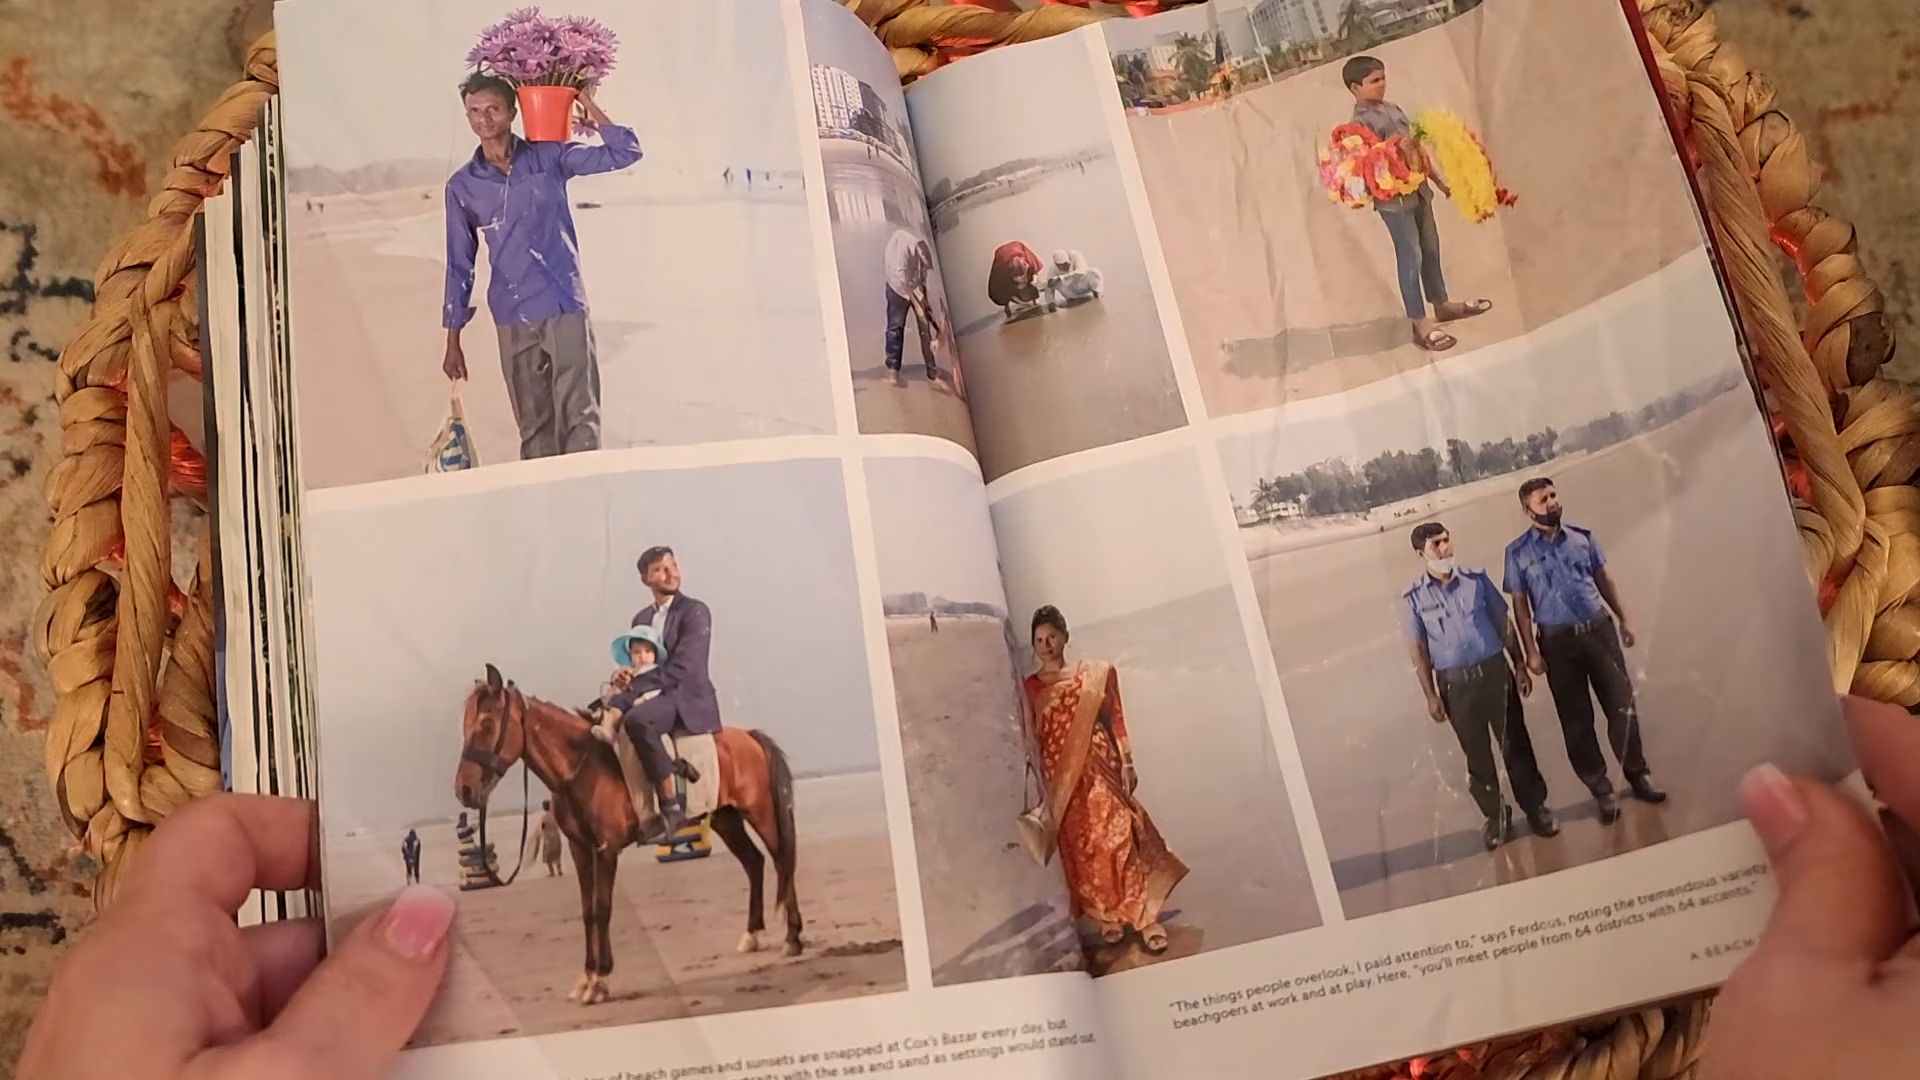 of beach games and sunsets are snapped at Cox's Bazar every day, but
with the sea and sand as settings would stand out.
"The things people overlook, I paid attention to," says Ferdous, noting the tremendous variety
beachgoers at work and at play. Here, "you'll meet people from 64 districts with 64 accents."
A BEACH